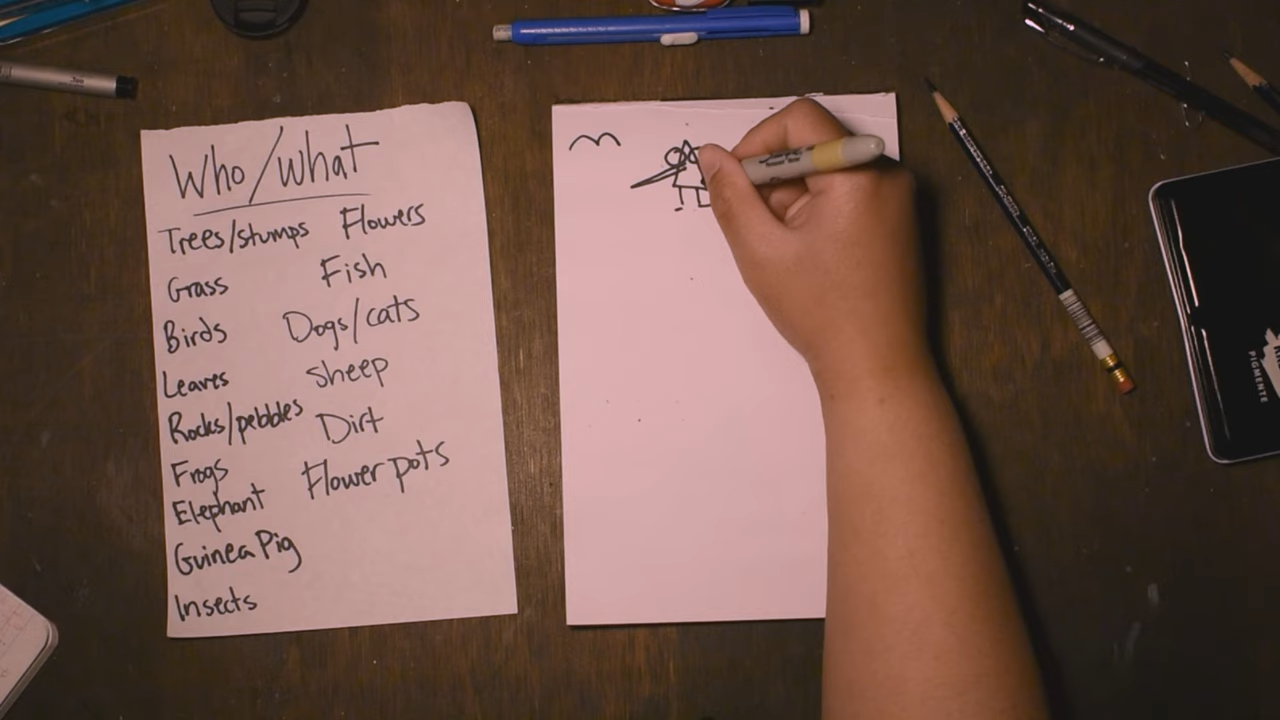 Who/what
Trees/stumps Flowers
Grass Fish
Birds Dogs/cats
Leaves sheep
Rocks/pebbles Dirt
Frogs Flower pots
Elephant
Guinea Pig
Insects
PIGMENTE